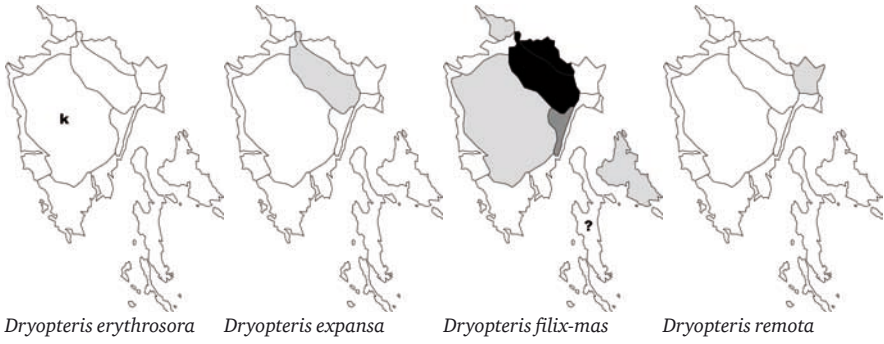 k
?
Dryopteris erythrosora
Dryopteris expansa
Dryopteris filix-mas
Dryopteris remota